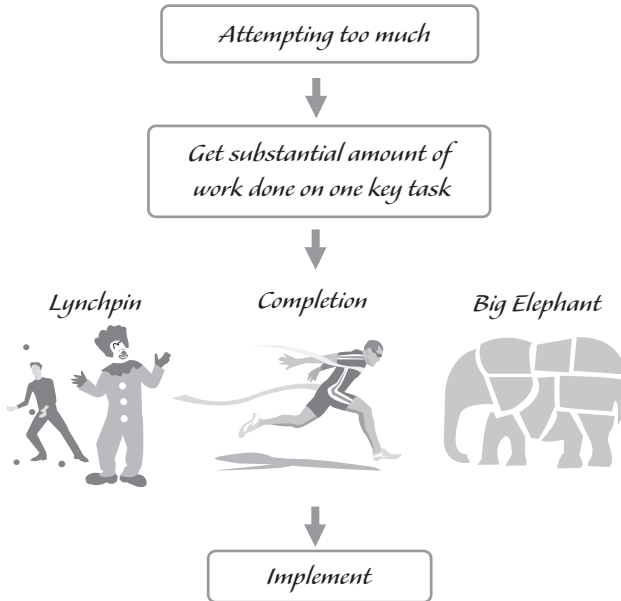 Attempting too much
Get substantial amount of
work done on one key task
Lynchpin
Completion
Big Elephant
Implement